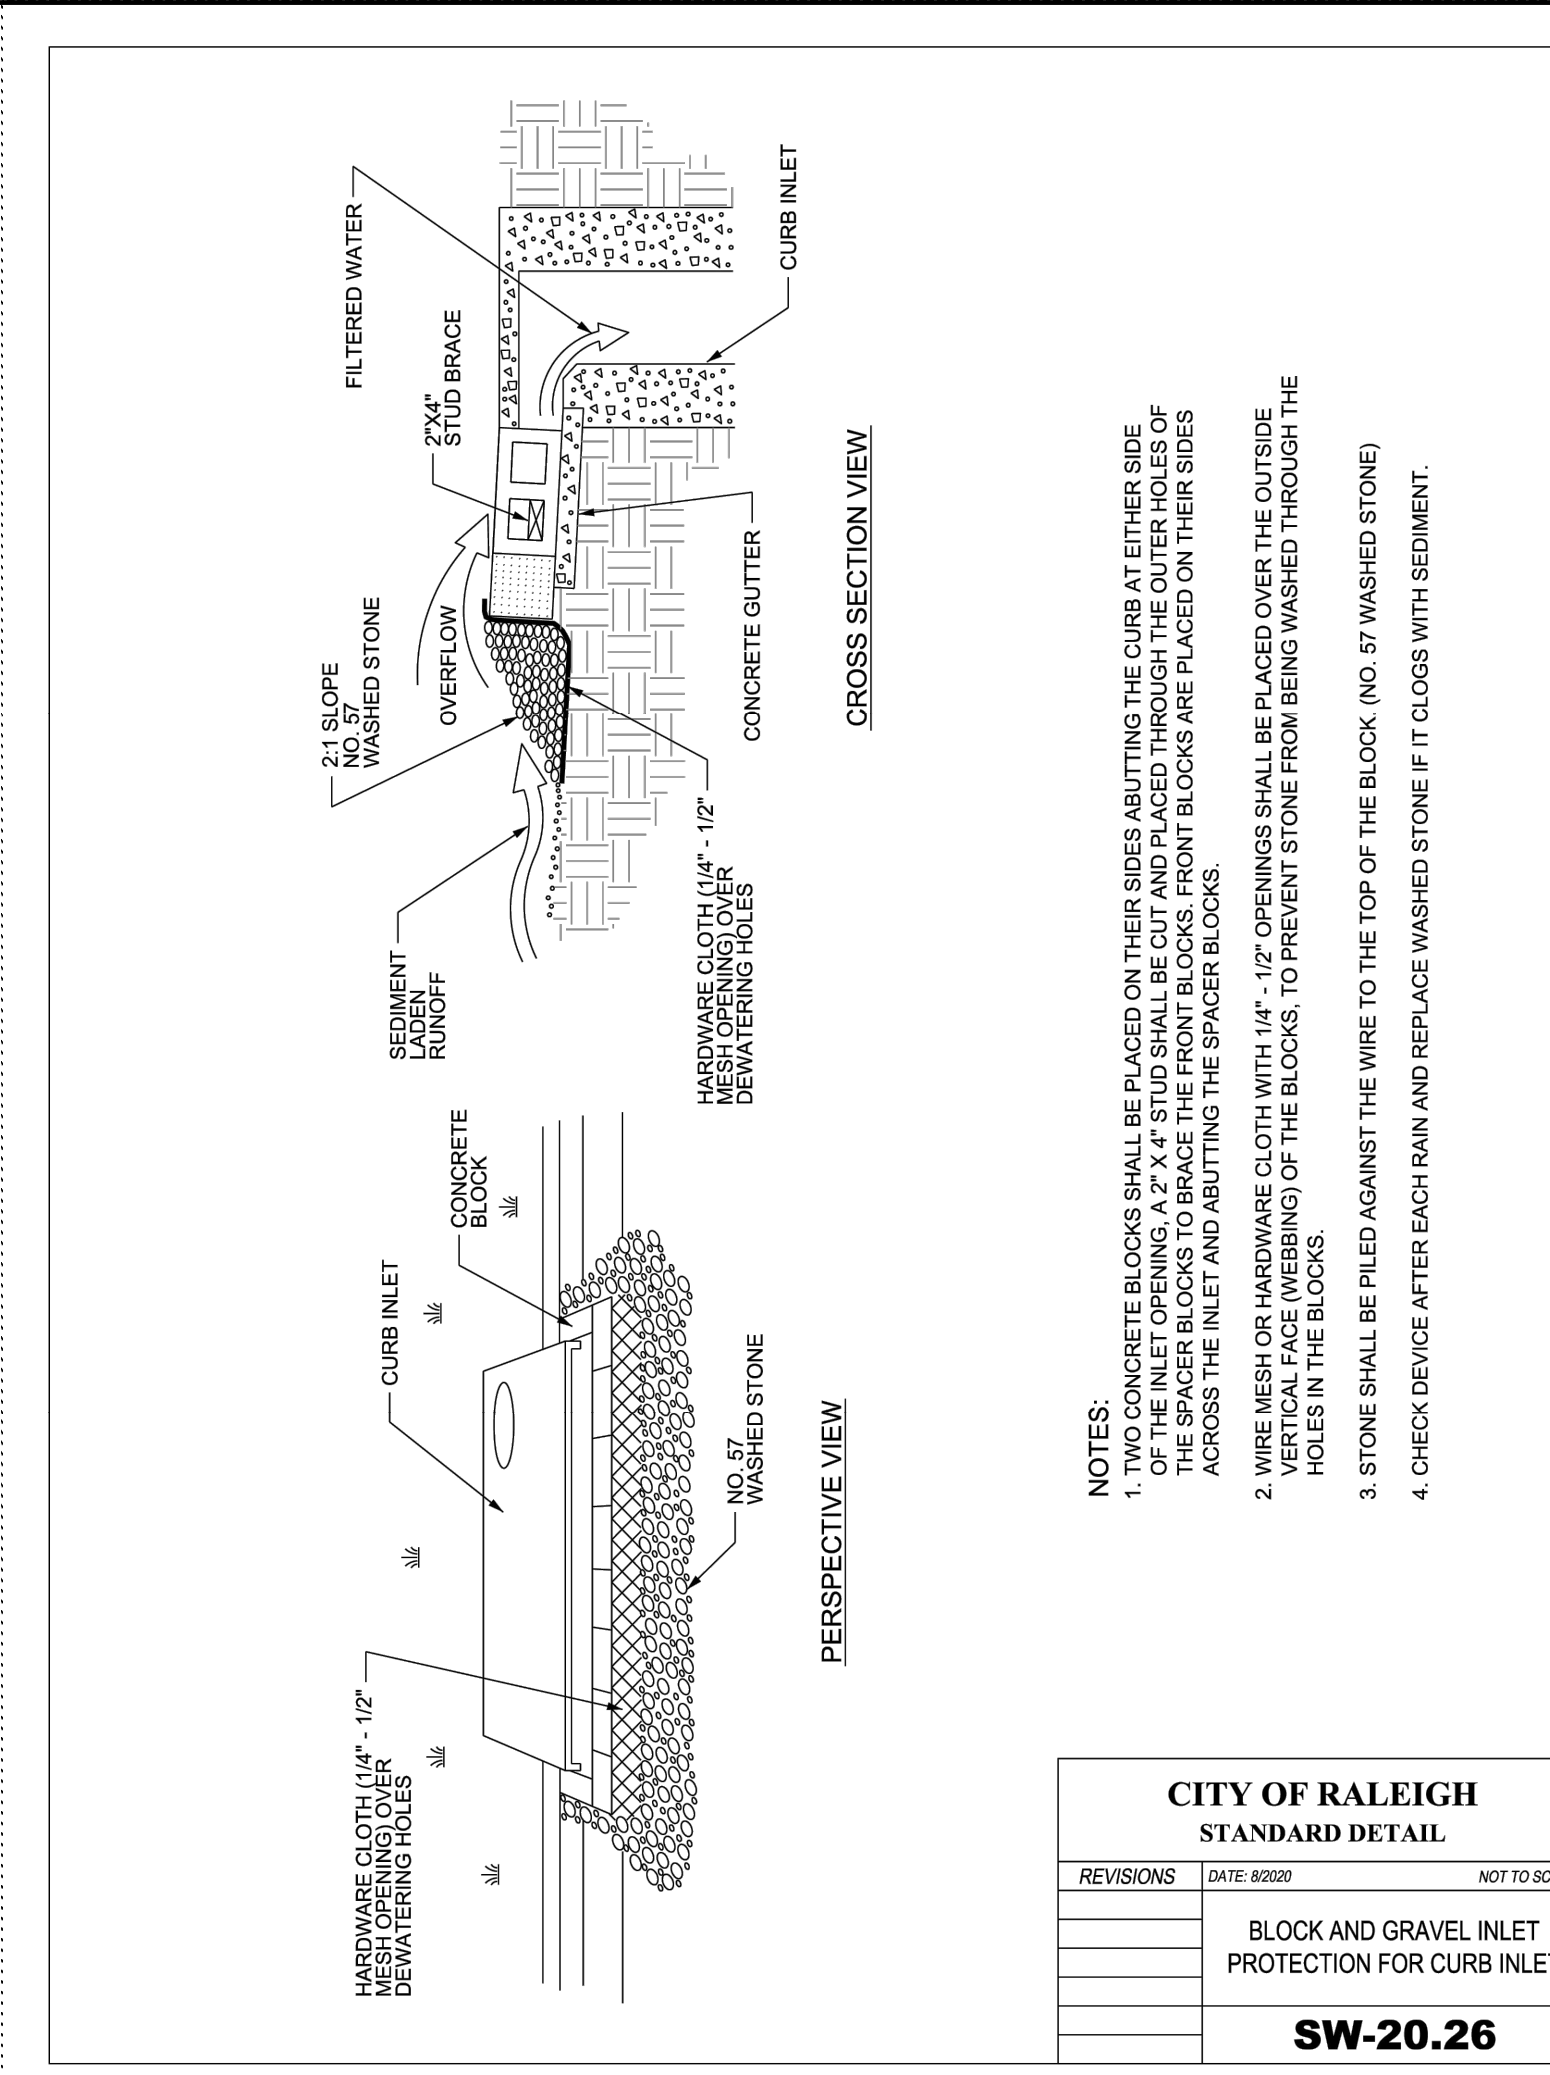 HARDWARE CLOTH (1/4" - 1/2"
MESH OPENING) OVER
DEWATERING HOLES
CURB INLET
CONCRETE
BLOCK
NO. 57
WASHED STONE
PERSPECTIVE VIEW
SEDIMENT
LADEN
RUNOFF
2:1 SLOPE
NO. 57
WASHED STONE
OVERFLOW
2"X4"
STUD BRACE
FILTERED WATER
HARDWARE CLOTH (1/4" - 1/2"
MESH OPENING) OVER
DEWATERING HOLES
CONCRETE GUTTER
CURB INLET
CROSS SECTION VIEW
NOTES:
1. TWO CONCRETE BLOCKS SHALL BE PLACED ON THEIR SIDES ABUTTING THE CURB AT EITHER SIDE
OF THE INLET OPENING, A 2" X 4" STUD SHALL BE CUT AND PLACED THROUGH THE OUTER HOLES OF
THE SPACER BLOCKS TO BRACE THE FRONT BLOCKS. FRONT BLOCKS ARE PLACED ON THEIR SIDES
ACROSS THE INLET AND ABUTTING THE SPACER BLOCKS.
2. WIRE MESH OR HARDWARE CLOTH WITH 1/4" - 1/2" OPENINGS SHALL BE PLACED OVER THE OUTSIDE
VERTICAL FACE (WEBBING) OF THE BLOCKS, TO PREVENT STONE FROM BEING WASHED THROUGH THE
HOLES IN THE BLOCKS.
3. STONE SHALL BE PILED AGAINST THE WIRE TO THE TOP OF THE BLOCK. (NO. 57 WASHED STONE)
4. CHECK DEVICE AFTER EACH RAIN AND REPLACE WASHED STONE IF IT CLOGS WITH SEDIMENT.
CITY OF RALEIGH
STANDARD DETAIL
REVISIONS
DATE: 8/2020
NOT TO
BLOCK AND GRAVEL INLET
PROTECTION FOR CURB
SW-20.26